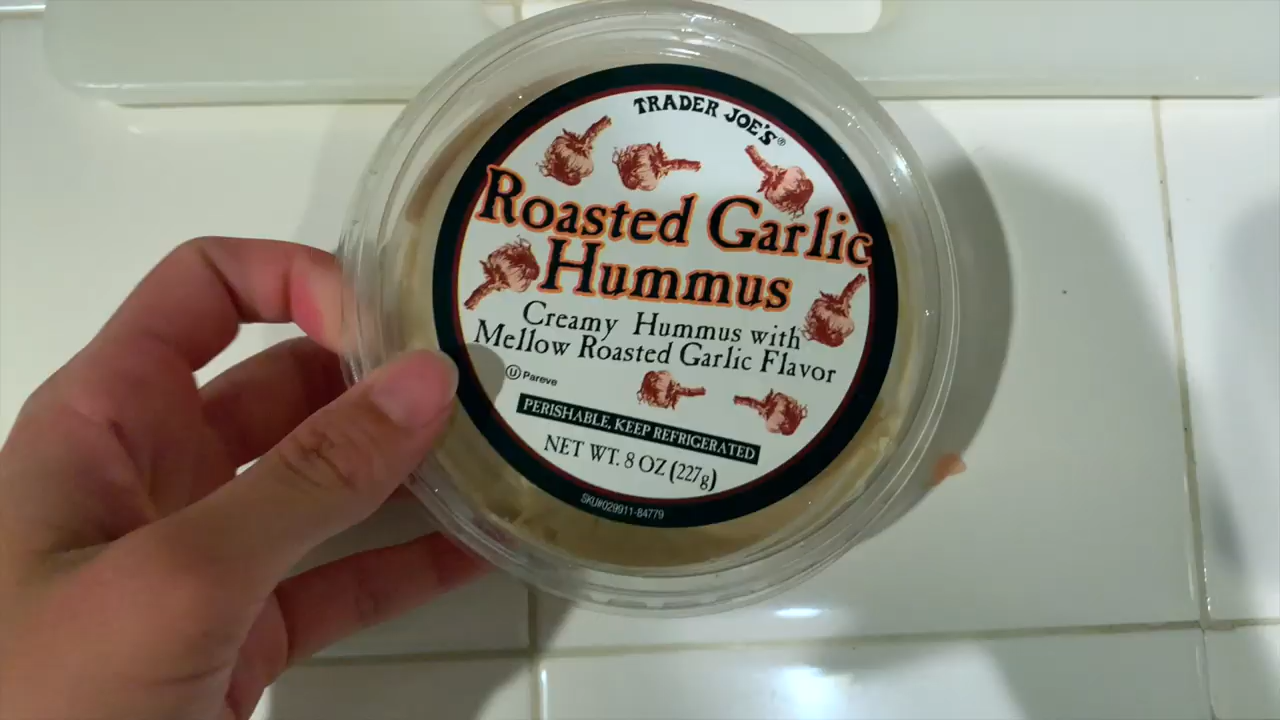 TRADER JOE'S®
Roasted Garlic
Hummus
Creamy Hummus with
Mellow Roasted Garlic Flavor
Ⓤ Pareve
PERISHABLE, KEEP REFRIGERATED
NET WT. 8 OZ (227g)
SKU#029911-84779